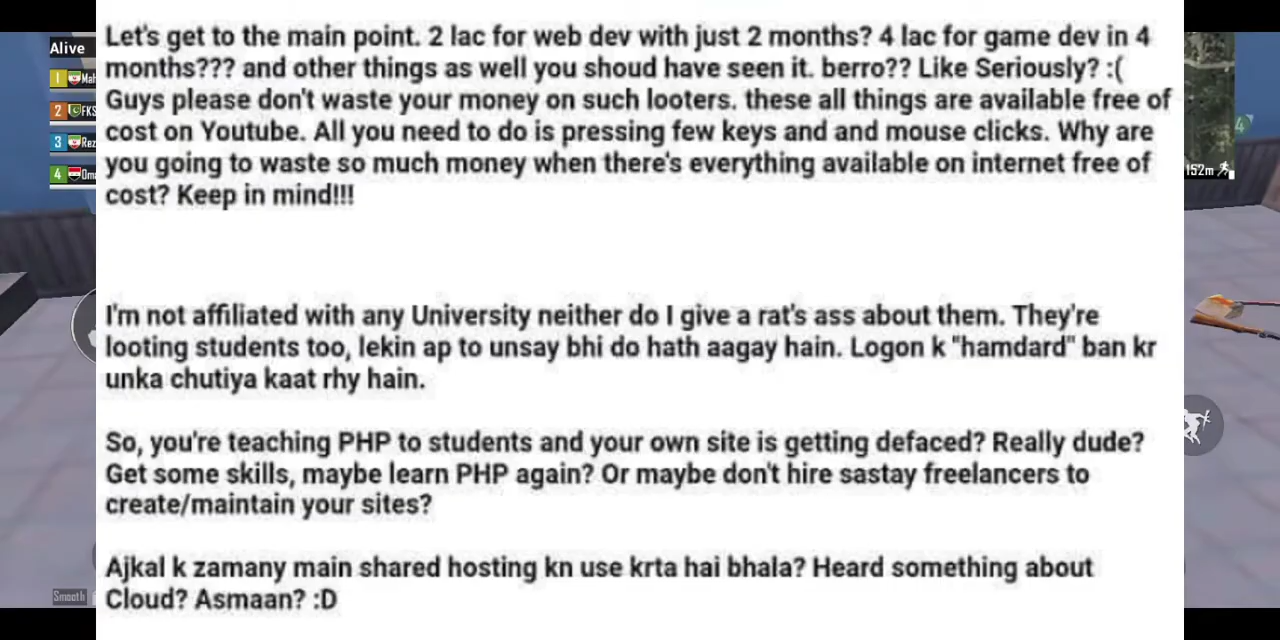 Let's get to the main point. 2 lac for web dev with just 2 months? 4 lac for game dev in 4
months??? and other things as well you shoud have seen it. berro?? Like Seriously? :(
Guys please don't waste your money on such looters. these all things are available free of
cost on Youtube. All you need to do is pressing few keys and and mouse clicks. Why are
you going to waste so much money when there's everything available on internet free of
cost? Keep in mind!!!
I'm not affiliated with any University neither do I give a rat's ass about them. They're
looting students too, lekin ap to unsay bhi do hath aagay hain. Logon k "hamdard" ban kr
unka chutiya kaat rhy hain.
So, you're teaching PHP to students and your own site is getting defaced? Really dude?
Get some skills, maybe learn PHP again? Or maybe don't hire sastay freelancers to
create/maintain your sites?
Ajkal k zamany main shared hosting kn use krta hai bhala? Heard something about
Cloud? Asmaan? :D
Alive
1
2 FKS
3 Rez
4
4
152m
Smooth